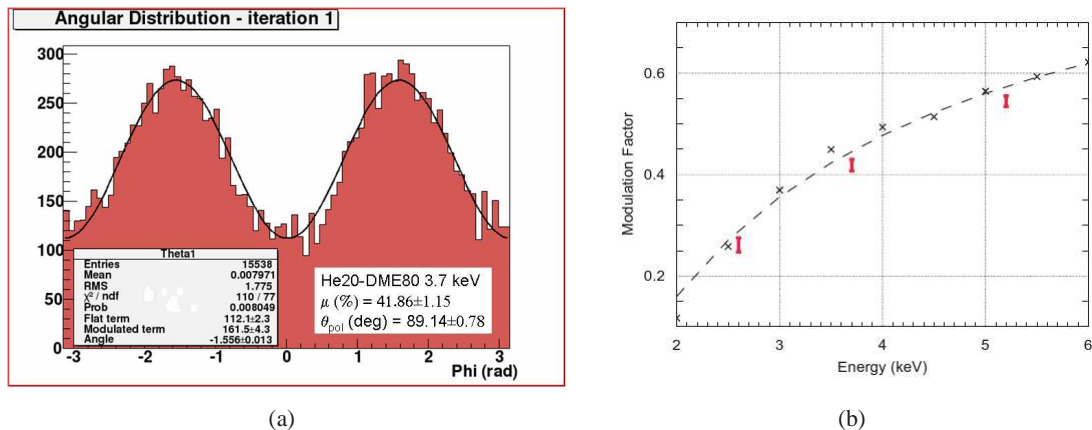 Angular Distribution - iteration 1
300
250
200
150
100
50
0
-3 -2 -1 0 1 2 3
Phi (rad)
Theta1
Entries 15538
Mean 0.007971
RMS 1.775
χ² / ndf 110 / 77
Prob 0.008049
Flat term 112.1±2.3
Modulated term 161.5±4.3
Angle -1.556±0.013
He20-DME80 3.7 keV
μ (%) = 41.86±1.15
θpol (deg) = 89.14±0.78
(a)
Modulation Factor
0.6
0.4
0.2
2 3 4 5 6
Energy (keV)
(b)